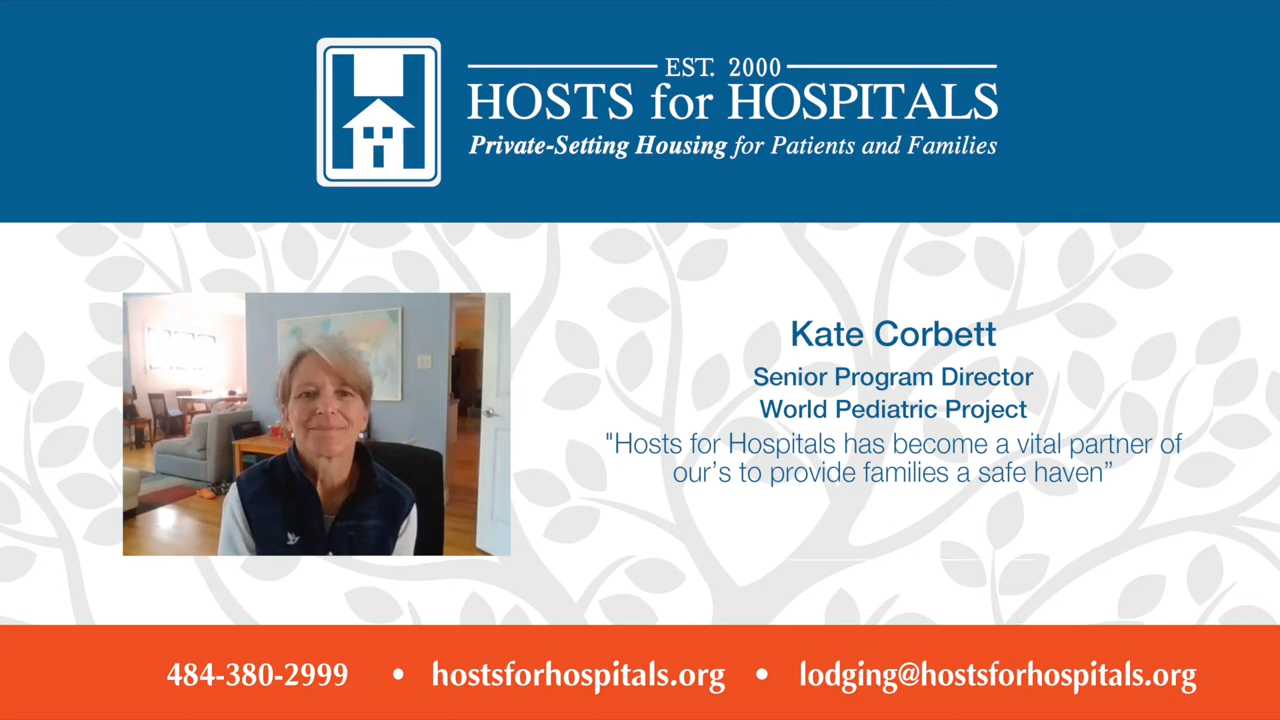 EST. 2000
HOSTS for HOSPITALS
Private-Setting Housing for Patients and Families
Kate Corbett
Senior Program Director
World Pediatric Project
"Hosts for Hospitals has become a vital partner of
our’s to provide families a safe haven”
484-380-2999 • hostsforhospitals.org • lodging@hostsforhospitals.org